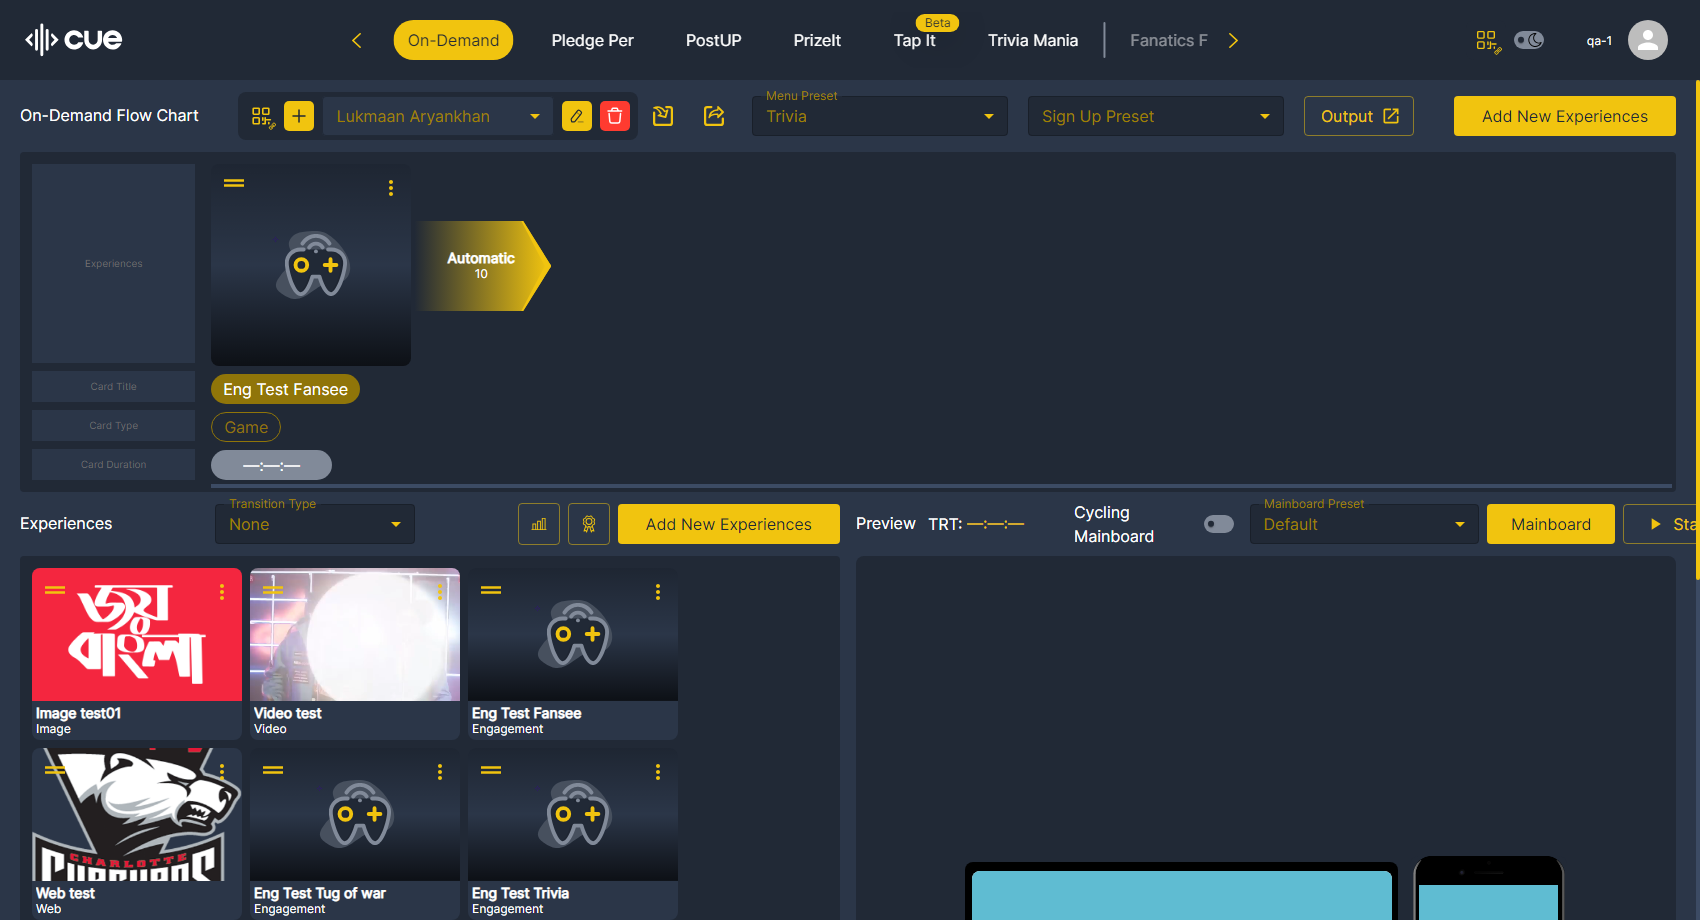 cue
On-Demand
Pledge Per
PostUP
PrizeIt
Beta
Tap It
Trivia Mania
Fanatics F
qa-1
On-Demand Flow Chart
Lukmaan Aryankhan
Menu Preset
Trivia
Sign Up Preset
Output
Add New Experiences
Experiences
Automatic
10
Card Title
Eng Test Fansee
Card Type
Game
Card Duration
—:—:—
Experiences
Transition Type
None
Add New Experiences
Preview
TRT: —:—:—
Cycling
Mainboard
Mainboard Preset
Default
Mainboard
Sta
জয়
বাংলা
Image test01
Image
Video test
Video
Eng Test Fansee
Engagement
CHARLOTTE
Web test
Web
Eng Test Tug of war
Engagement
Eng Test Trivia
Engagement